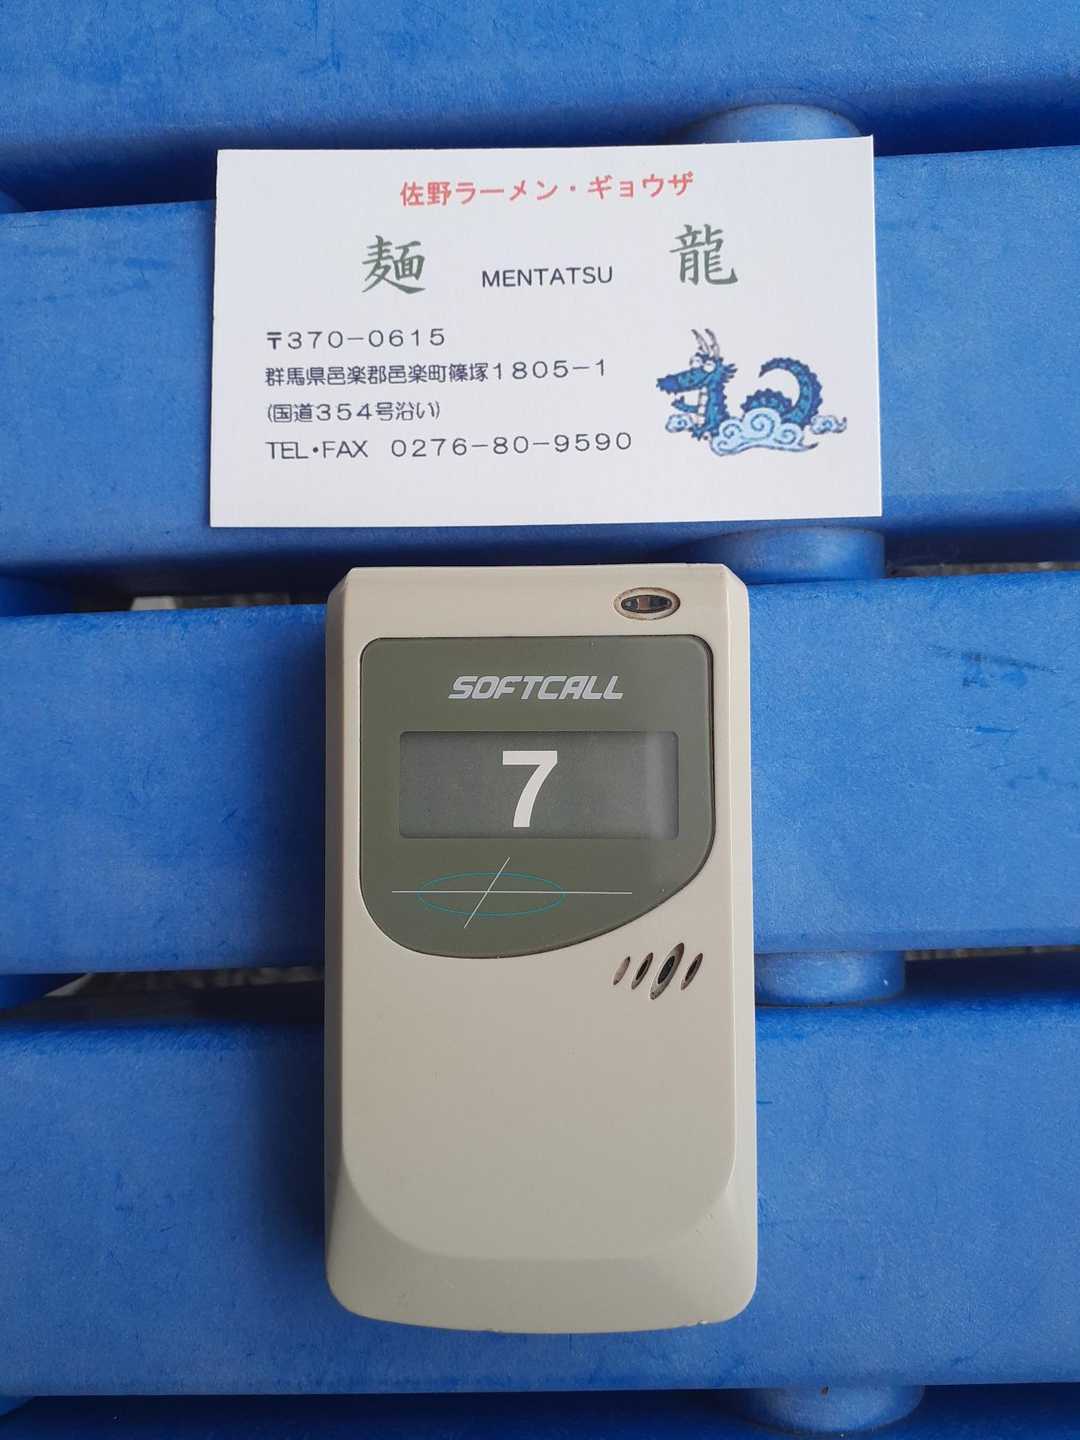 佐野ラーメン・ギョウザ
麺 MENTATSU 龍
〒370-0615
群馬県邑楽郡邑楽町篠塚1805-1
(国道354号沿い)
TEL・FAX 0276-80-9590
SOFTCALL
7